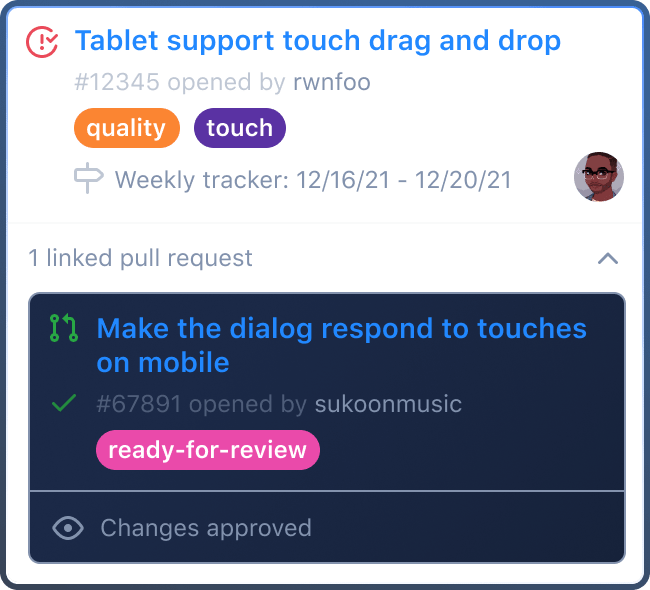 Tablet support touch drag and drop
#12345 opened by rwnfoo
quality touch
Weekly tracker: 12/16/21 - 12/20/21
1 linked pull request
Make the dialog respond to touches
on mobile
#67891 opened by sukoonmusic
ready-for-review
Changes approved